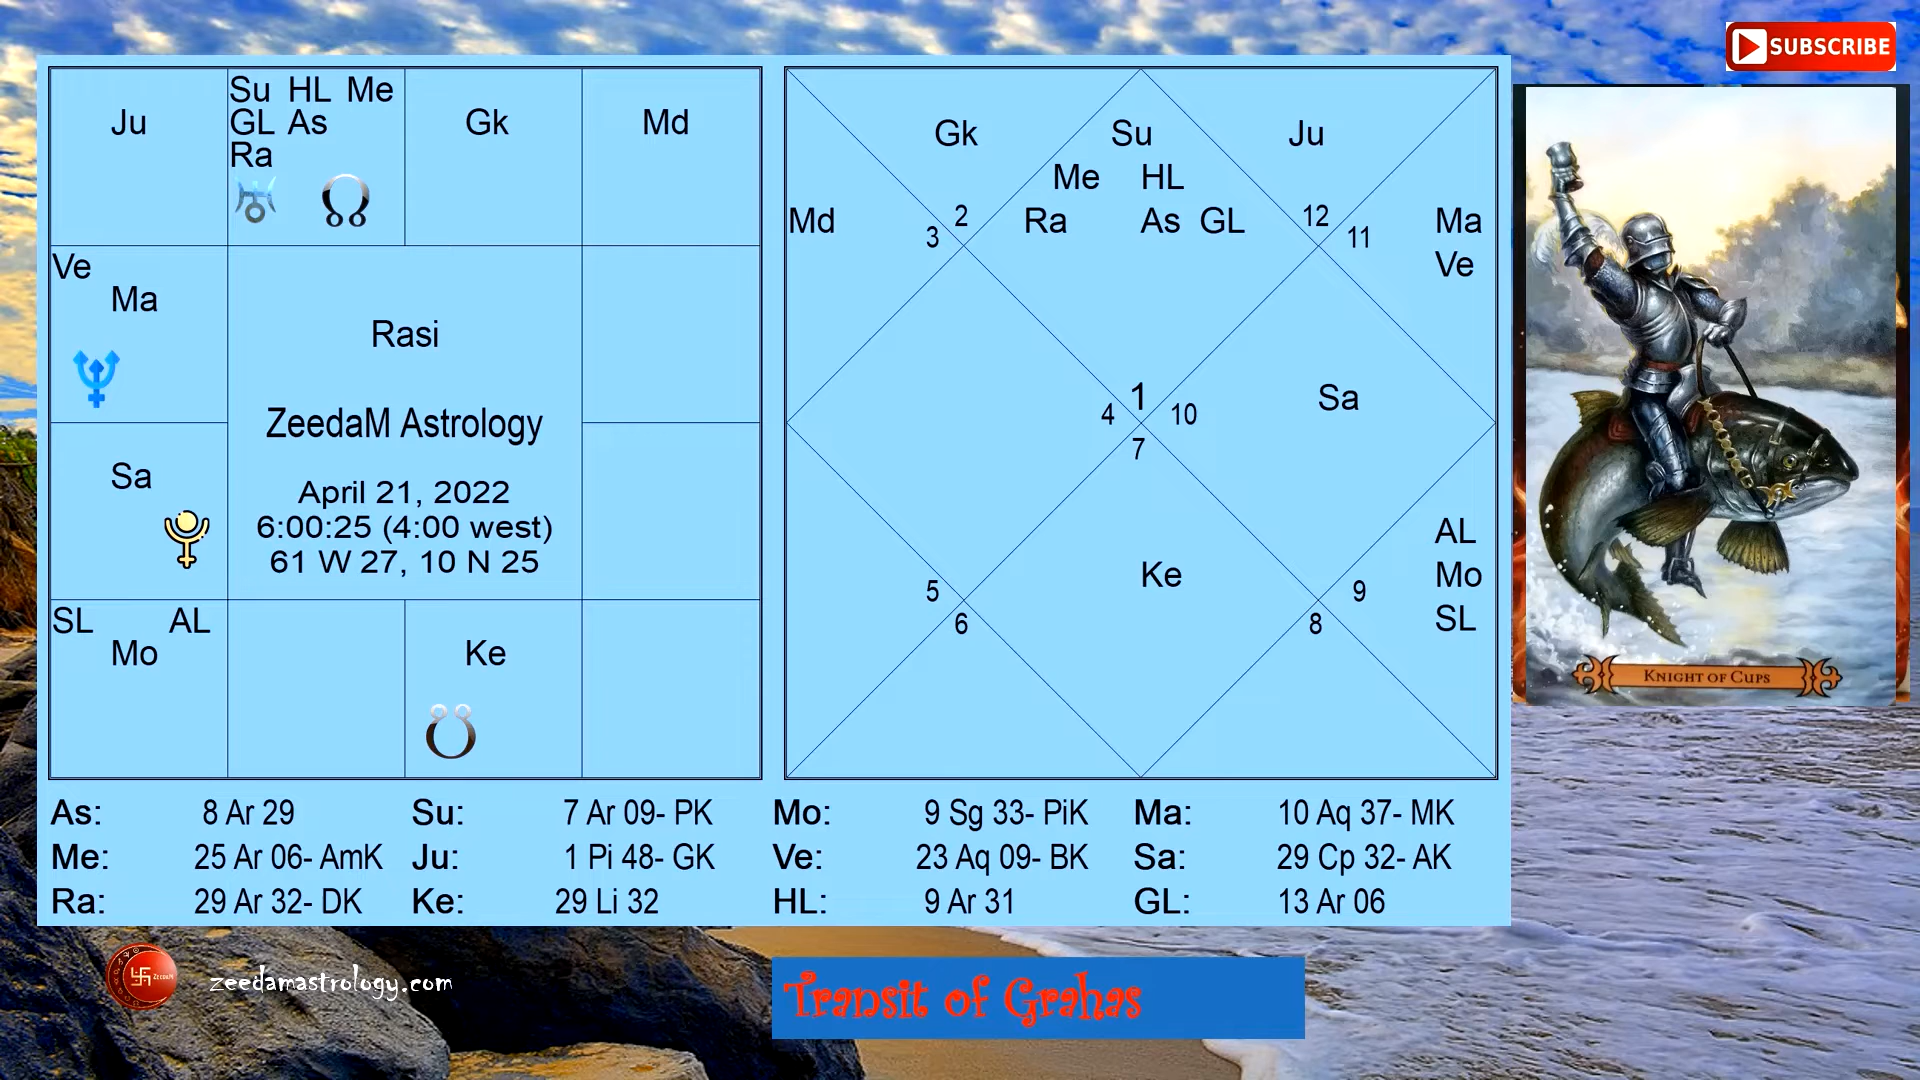 SUBSCRIBE
Ju
Su HL Me
GL As
Ra
Gk
Md
Ve
Ma
Rasi
ZeedaM Astrology
April 21, 2022
6:00:25 (4:00 west)
61 W 27, 10 N 25
Sa
SL AL
Mo
Ke
Gk Su Ju
Me HL
Md 3 2 Ra As GL 12 11 Ma
Ve
1
4 10 Sa
7
AL
Ke Mo
5 9
6 8 SL
KNIGHT OF CUPS
As: 8 Ar 29 Su: 7 Ar 09- PK Mo: 9 Sg 33- PiK Ma: 10 Aq 37- MK
Me: 25 Ar 06- AmK Ju: 1 Pi 48- GK Ve: 23 Aq 09- BK Sa: 29 Cp 32- AK
Ra: 29 Ar 32- DK Ke: 29 Li 32 HL: 9 Ar 31 GL: 13 Ar 06
ZEEDAM
zeedamastrology.com
Transit of Grahas